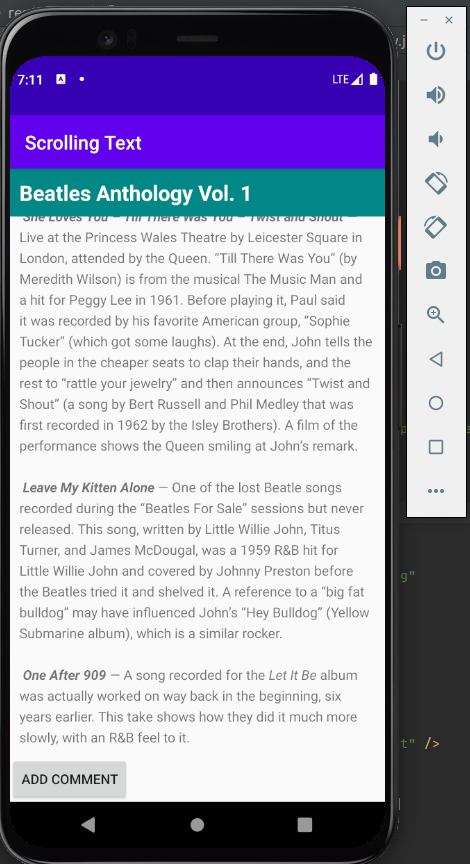 7:11
LTE
Scrolling Text
Beatles Anthology Vol. 1
She Loves You – Till There Was You – Twist and Shout –
Live at the Princess Wales Theatre by Leicester Square in
London, attended by the Queen. “Till There Was You” (by
Meredith Wilson) is from the musical The Music Man and
a hit for Peggy Lee in 1961. Before playing it, Paul said
it was recorded by his favorite American group, “Sophie
Tucker” (which got some laughs). At the end, John tells the
people in the cheaper seats to clap their hands, and the
rest to “rattle your jewelry” and then announces “Twist and
Shout” (a song by Bert Russell and Phil Medley that was
first recorded in 1962 by the Isley Brothers). A film of the
performance shows the Queen smiling at John’s remark.
Leave My Kitten Alone — One of the lost Beatle songs
recorded during the “Beatles For Sale” sessions but never
released. This song, written by Little Willie John, Titus
Turner, and James McDougal, was a 1959 R&B hit for
Little Willie John and covered by Johnny Preston before
the Beatles tried it and shelved it. A reference to a “big fat
bulldog” may have influenced John’s “Hey Bulldog” (Yellow
Submarine album), which is a similar rocker.
One After 909 — A song recorded for the Let It Be album
was actually worked on way back in the beginning, six
years earlier. This take shows how they did it much more
slowly, with an R&B feel to it.
ADD COMMENT
g"
t" />